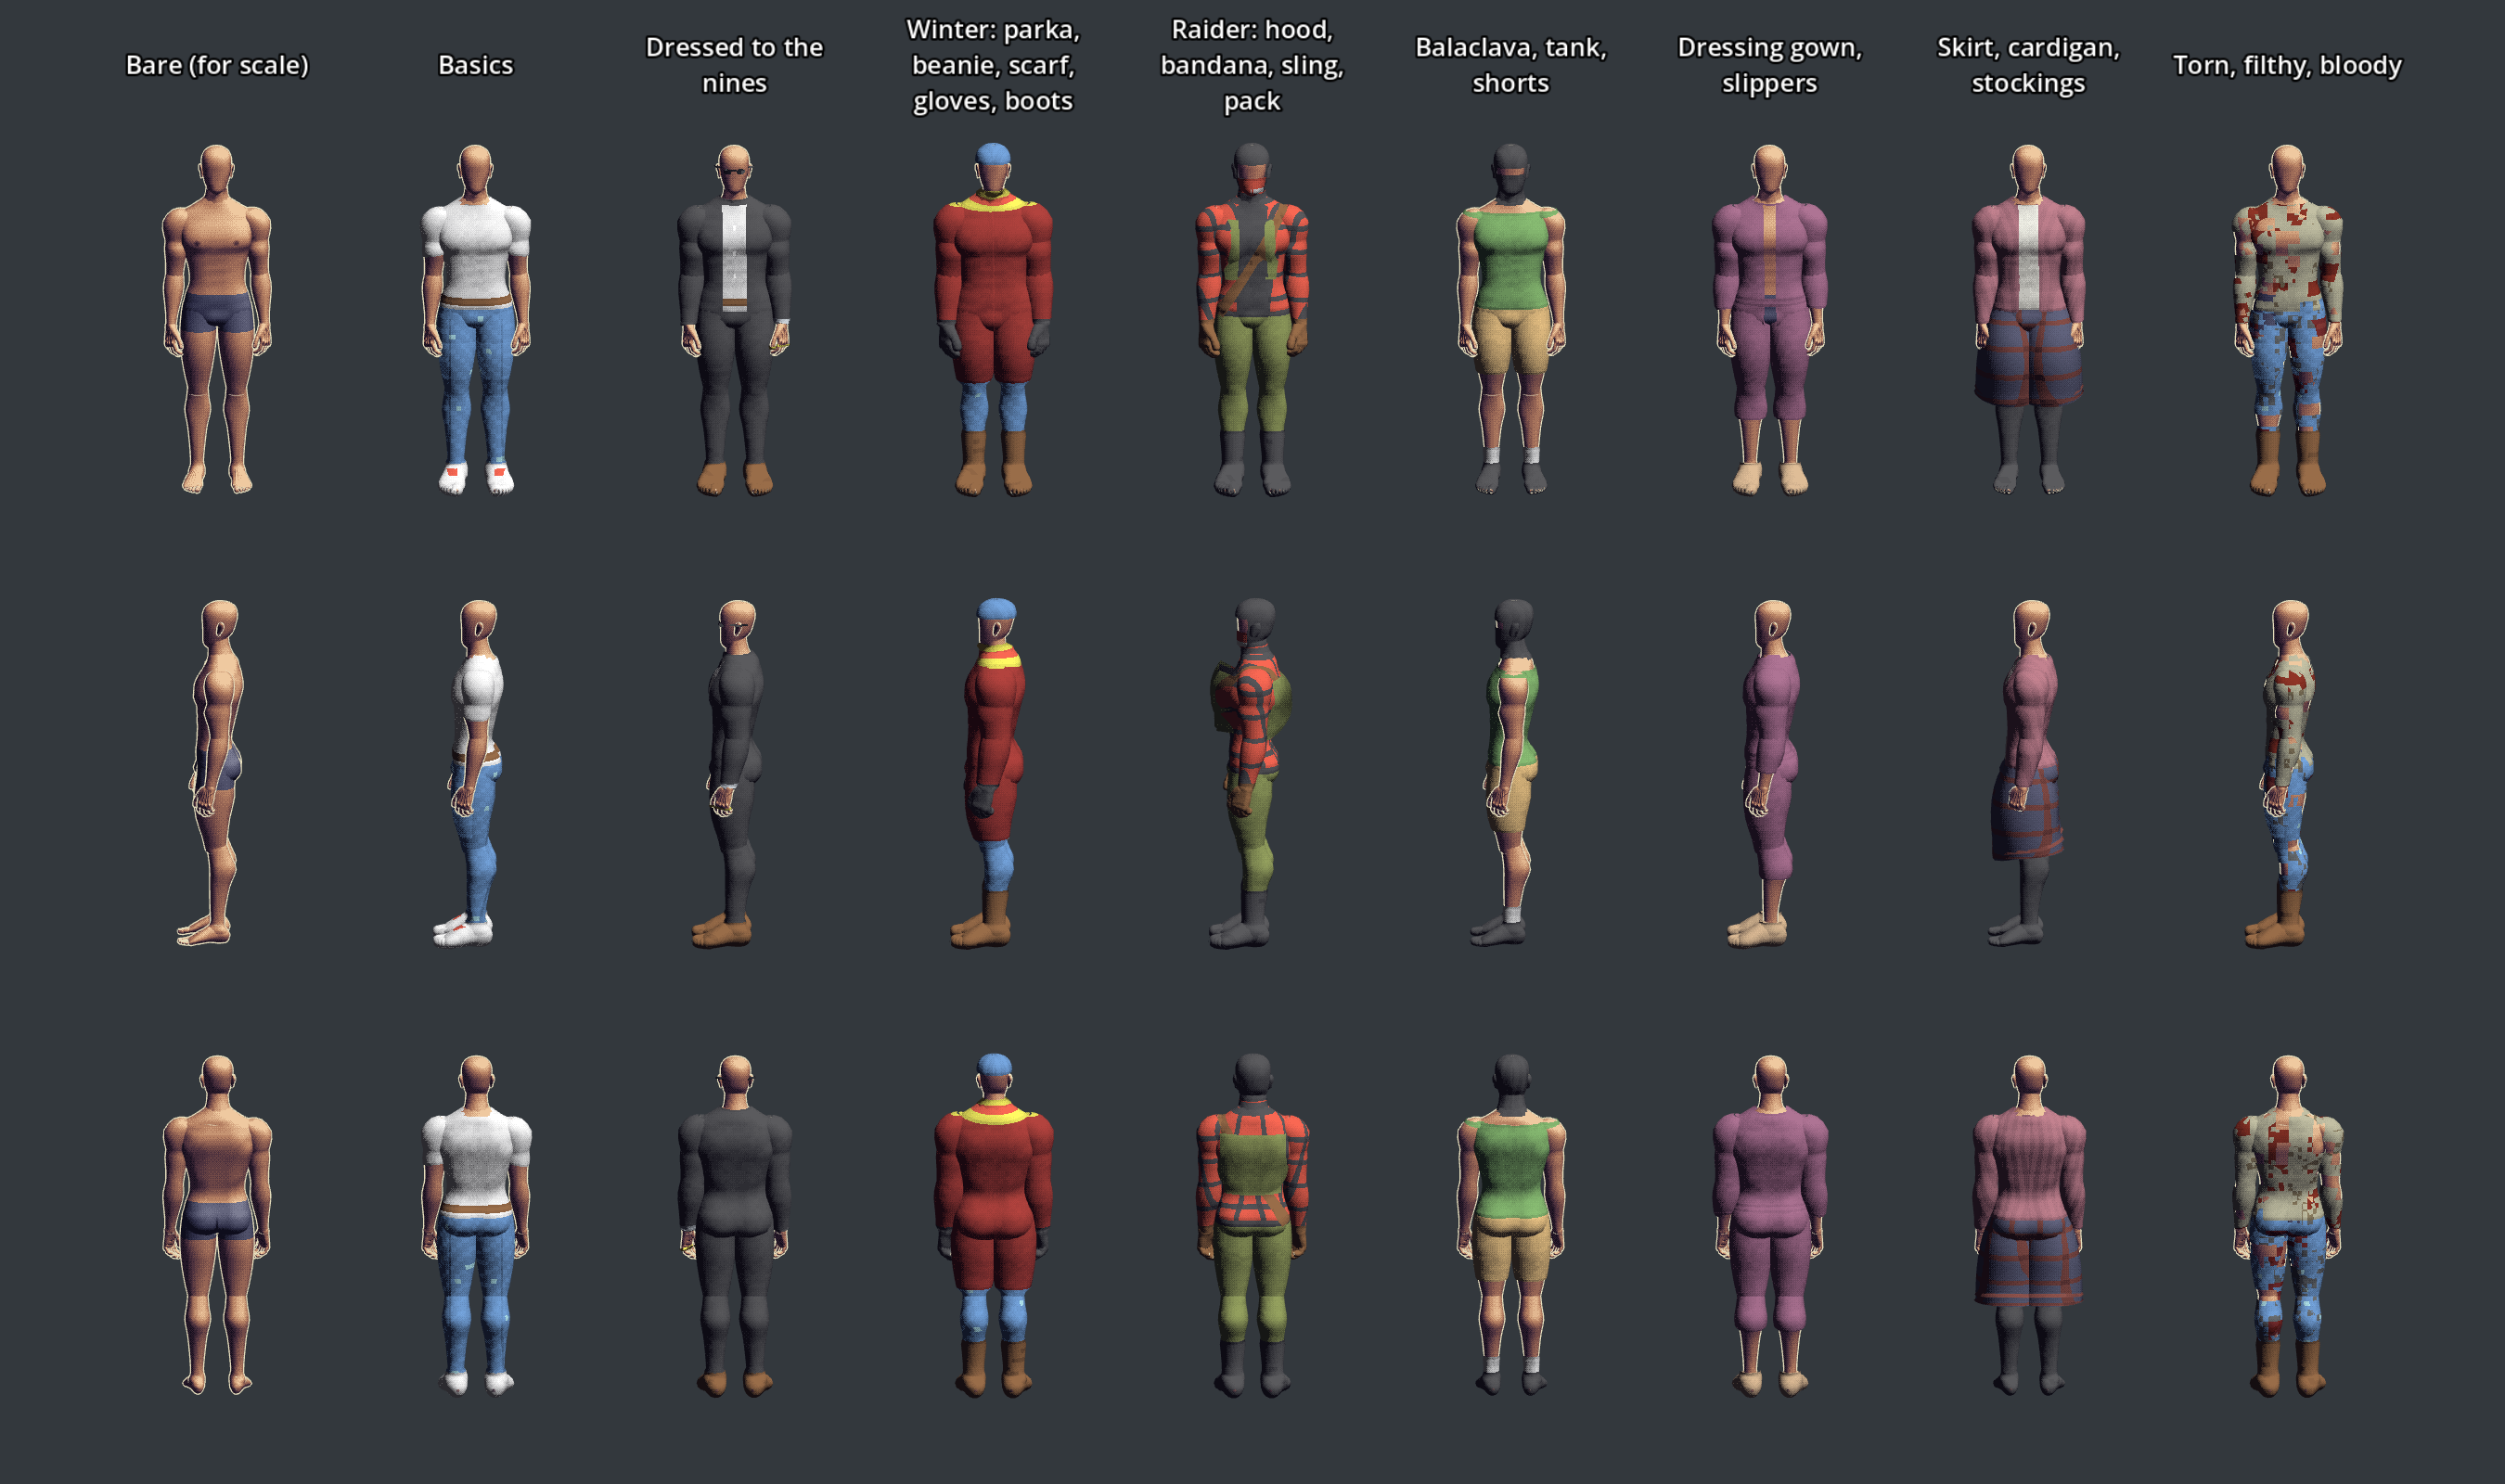 Bare (for scale)
Basics
Dressed to the
nines
Winter: parka,
beanie, scarf,
gloves, boots
Raider: hood,
bandana, sling,
pack
Balaclava, tank,
shorts
Dressing gown,
slippers
Skirt, cardigan,
stockings
Torn, filthy, bloody